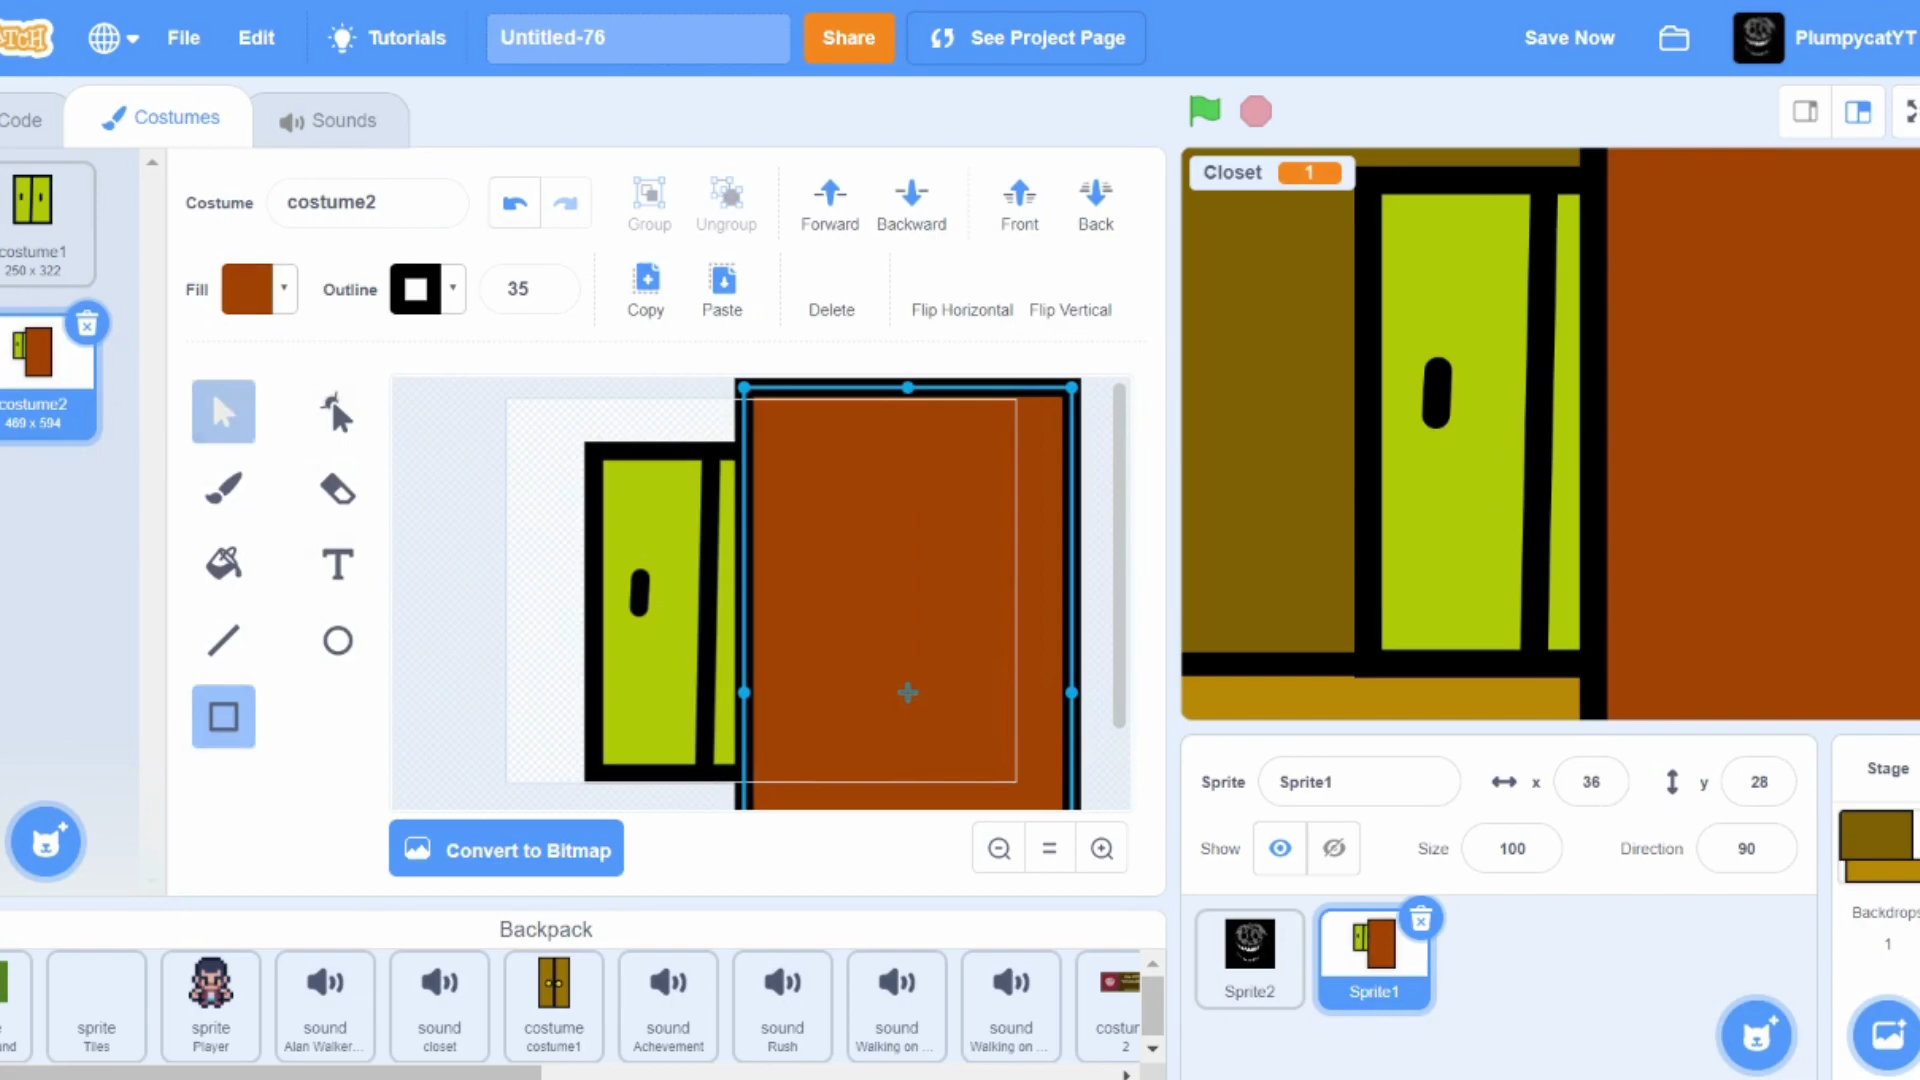 ATCH
File
Edit
Tutorials
Untitled-76
Share
See Project Page
Save Now
PlumpycatYT
Code
Costumes
Sounds
costume1
250 x 322
costume2
469 x 594
Costume
costume2
Group
Ungroup
Forward
Backward
Front
Back
Fill
Outline
35
Copy
Paste
Delete
Flip Horizontal
Flip Vertical
T
Convert to Bitmap
Closet
1
Sprite
Sprite1
x
36
y
28
Show
Size
100
Direction
90
Sprite2
Sprite1
Stage
Backdrops
1
Backpack
sprite
Tiles
sprite
Player
sound
Alan Walker...
sound
closet
costume
costume1
sound
Achevement
sound
Rush
sound
Walking on ...
sound
Walking on ...
costur
2